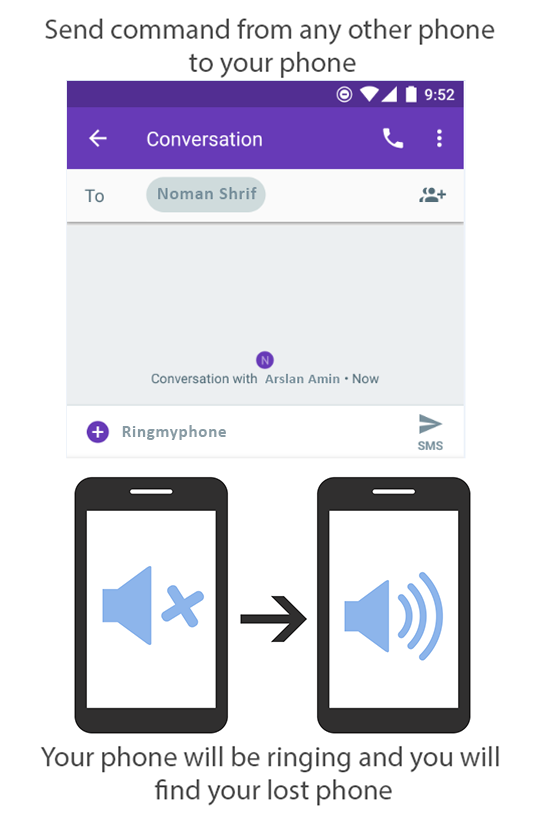 Send command from any other phone
to your phone
9:52
Conversation
To Noman Shrif
N
Conversation with Arslan Amin • Now
Ringmyphone
SMS
Your phone will be ringing and you will
find your lost phone